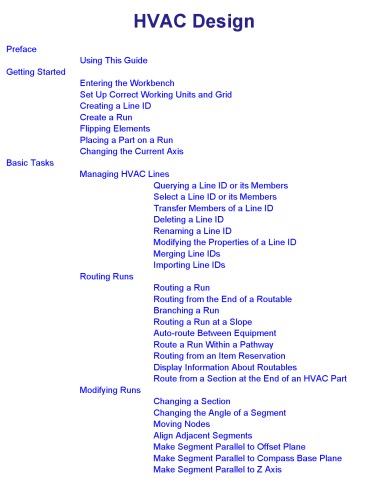 HVAC Design
Preface
Using This Guide
Getting Started
Entering the Workbench
Set Up Correct Working Units and Grid
Creating a Line ID
Create a Run
Flipping Elements
Placing a Part on a Run
Changing the Current Axis
Basic Tasks
Managing HVAC Lines
Querying a Line ID or its Members
Select a Line ID or its Members
Transfer Members of a Line ID
Deleting a Line ID
Renaming a Line ID
Modifying the Properties of a Line ID
Merging Line IDs
Importing Line IDs
Routing Runs
Routing a Run
Routing from the End of a Routable
Branching a Run
Routing a Run at a Slope
Auto-route Between Equipment
Route a Run Within a Pathway
Routing from an Item Reservation
Display Information About Routables
Route from a Section at the End of an HVAC Part
Modifying Runs
Changing a Section
Changing the Angle of a Segment
Moving Nodes
Align Adjacent Segments
Make Segment Parallel to Offset Plane
Make Segment Parallel to Compass Base Plane
Make Segment Parallel to Z Axis